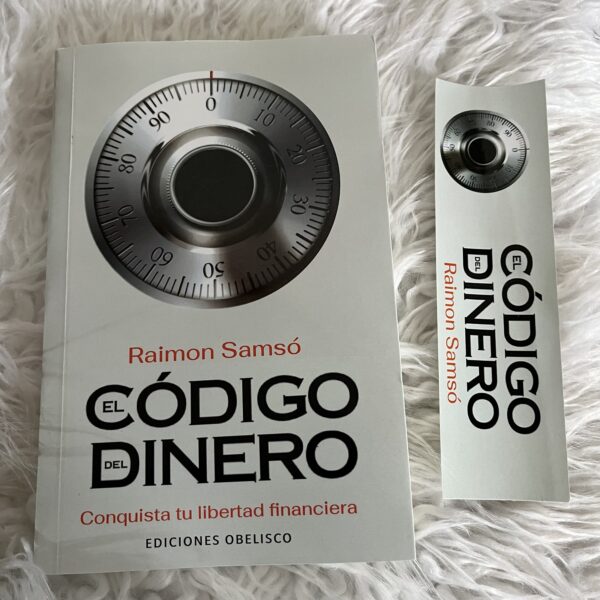 0
10
20
30
40
50
60
70
80
90
Raimon Samsó
EL CÓDIGO
DEL DINERO
Conquista tu libertad financiera
EDICIONES OBELISCO
EL CÓDIGO
DEL DINERO
Raimon Samsó